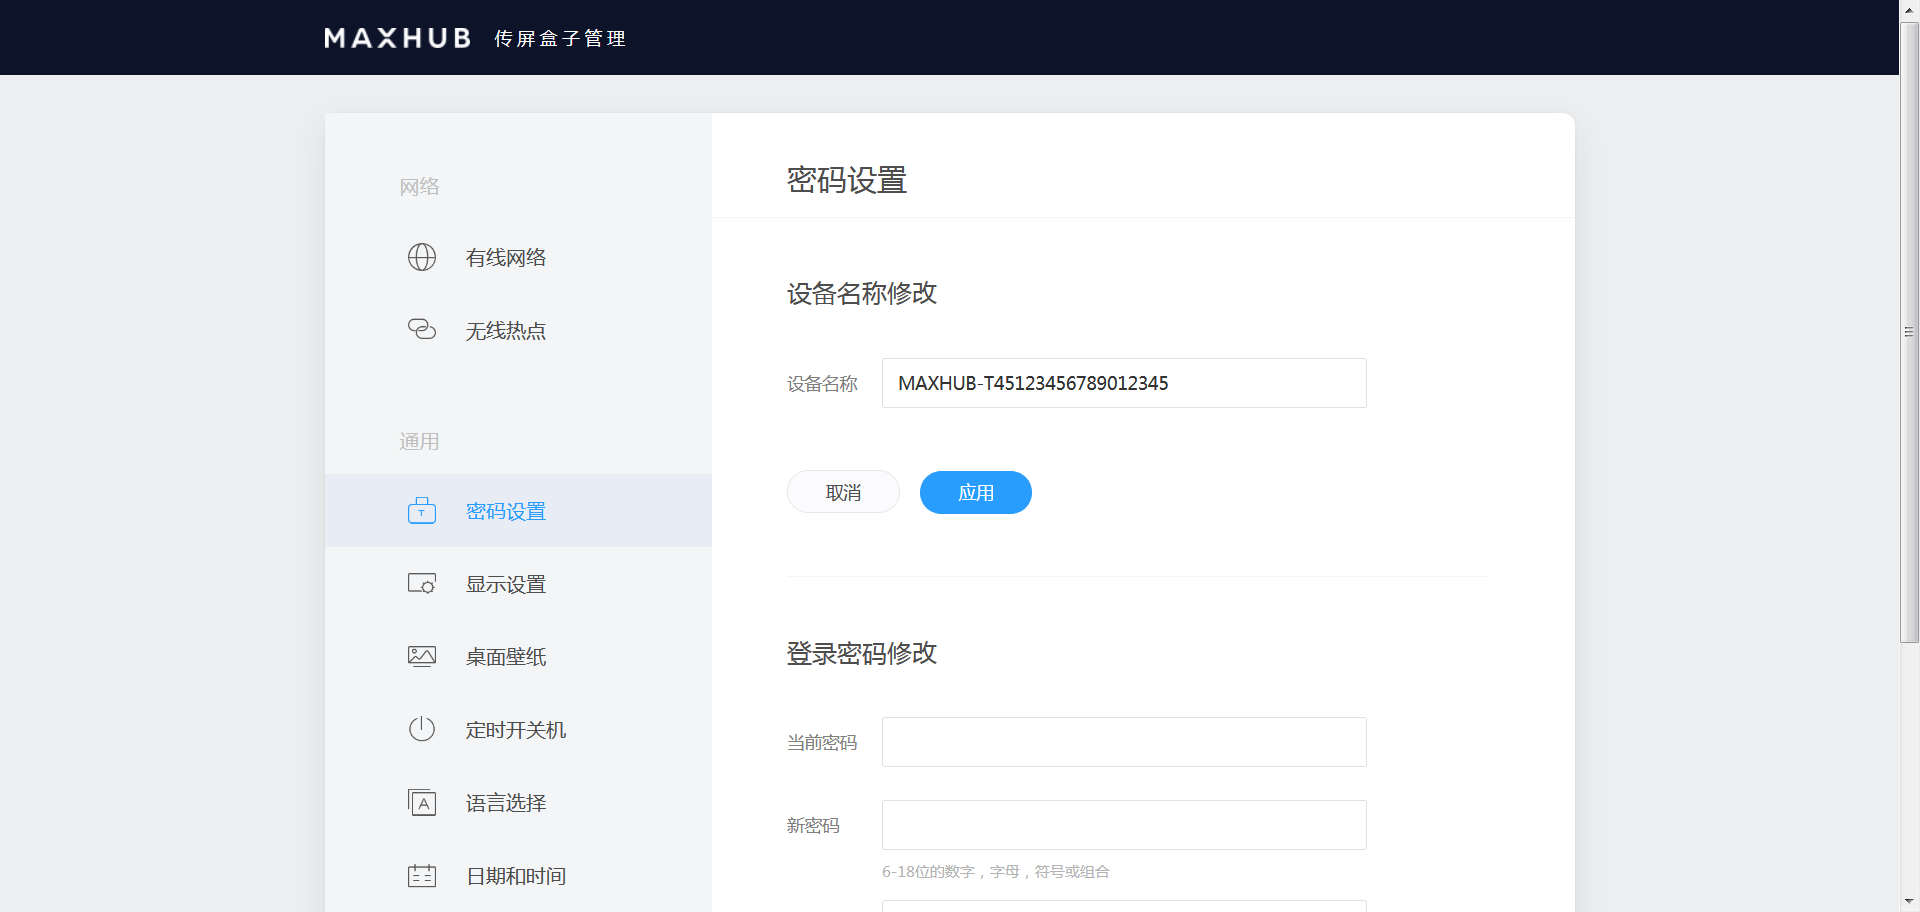 MAXHUB 传屏盒子管理
网络
有线网络
无线热点
通用
密码设置
显示设置
桌面壁纸
定时开关机
语言选择
日期和时间
密码设置
设备名称修改
设备名称 MAXHUB-T45123456789012345
取消 应用
登录密码修改
当前密码
新密码
6-18位的数字，字母，符号或组合